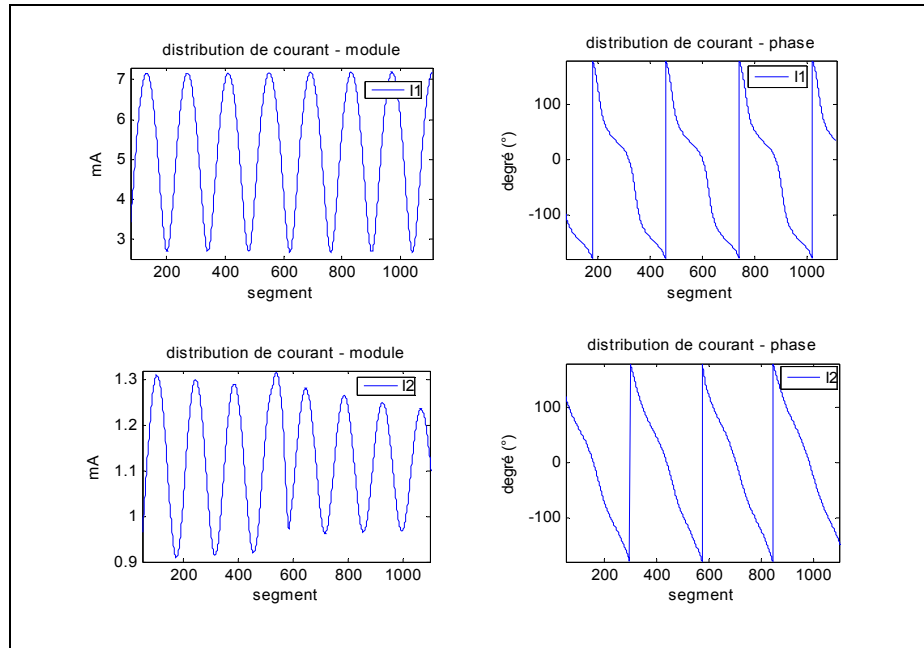 distribution de courant - module
I1
mA
7
6
5
4
3
200 400 600 800 1000
segment
distribution de courant - phase
I1
degré (°)
100
0
-100
200 400 600 800 1000
segment
distribution de courant - module
I2
mA
1.3
1.2
1.1
1
0.9
200 400 600 800 1000
segment
distribution de courant - phase
I2
degré (°)
100
0
-100
200 400 600 800 1000
segment